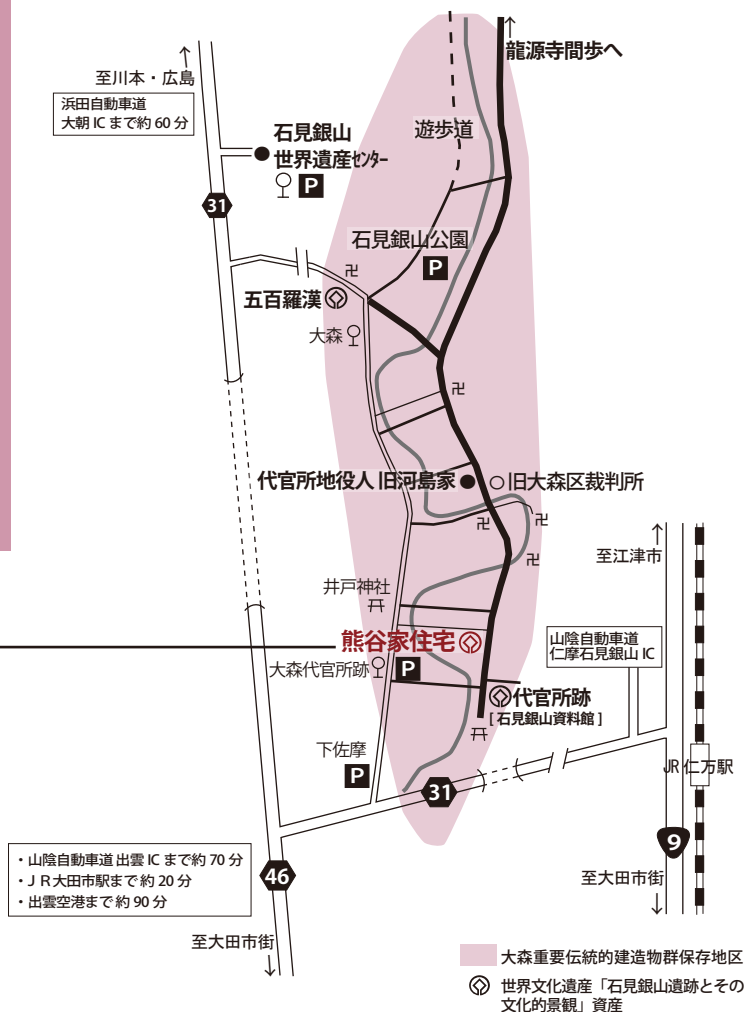 龍源寺間歩へ
至川本・広島
浜田自動車道
大朝 IC まで約 60 分
石見銀山
世界遺産センター
P
遊歩道
31
石見銀山公園
P
卍
五百羅漢
大森
卍
代官所地役人 旧河島家
旧大森区裁判所
卍
卍
卍
至江津市
井戸神社
熊谷家住宅
山陰自動車道
仁摩石見銀山 IC
大森代官所跡
P
代官所跡
[ 石見銀山資料館 ]
下佐摩
P
31
JR 仁万駅
9
・山陰自動車道 出雲 IC まで約 70 分
・ＪＲ大田市駅まで 約 20 分
・出雲空港まで 約 90 分
46
至大田市街
至大田市街
大森重要伝統的建造物群保存地区
世界文化遺産「石見銀山遺跡とその
文化的景観」資産